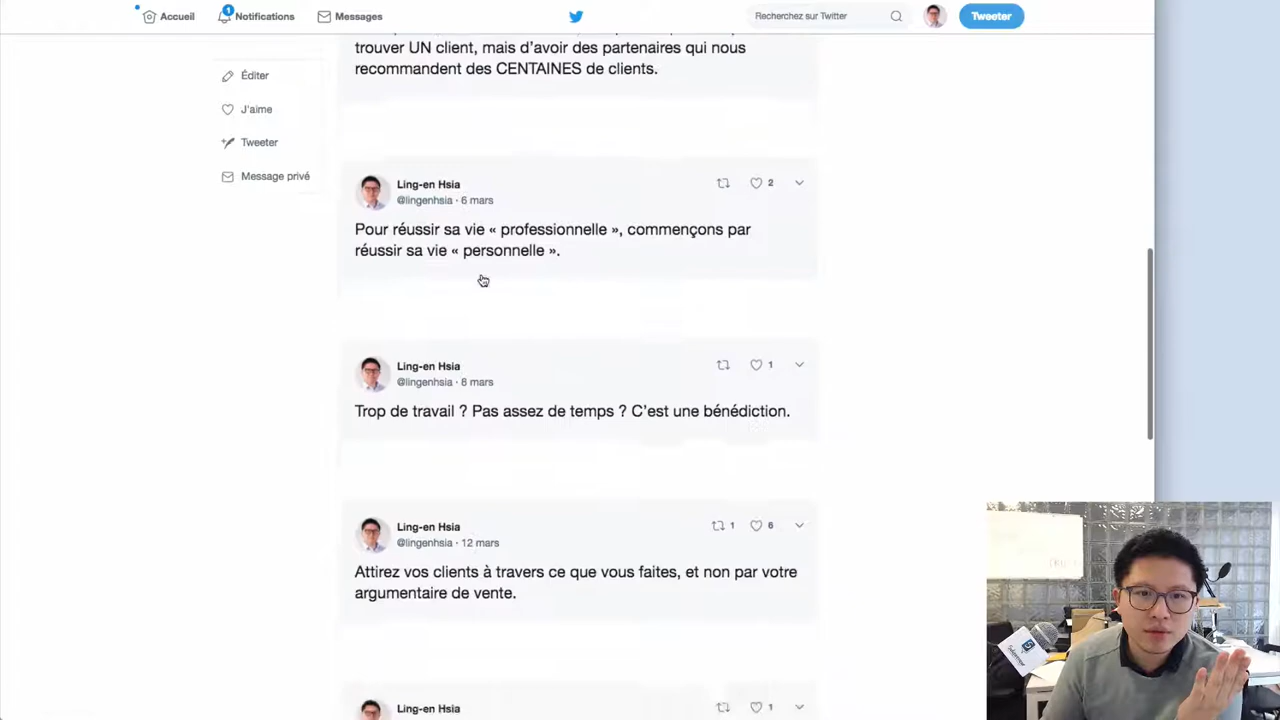 Accueil
1
Notifications
Messages
Recherchez sur Twitter
Tweeter
trouver UN client, mais d'avoir des partenaires qui nous
recommandent des CENTAINES de clients.
Éditer
J'aime
Tweeter
Message privé
Ling-en Hsia
2
@lingenhsia · 6 mars
Pour réussir sa vie « professionnelle », commençons par
réussir sa vie « personnelle ».
Ling-en Hsia
1
@lingenhsia · 8 mars
Trop de travail ? Pas assez de temps ? C'est une bénédiction.
Ling-en Hsia
1 6
@lingenhsia · 12 mars
Attirez vos clients à travers ce que vous faites, et non par votre
argumentaire de vente.
Ling-en Hsia
1